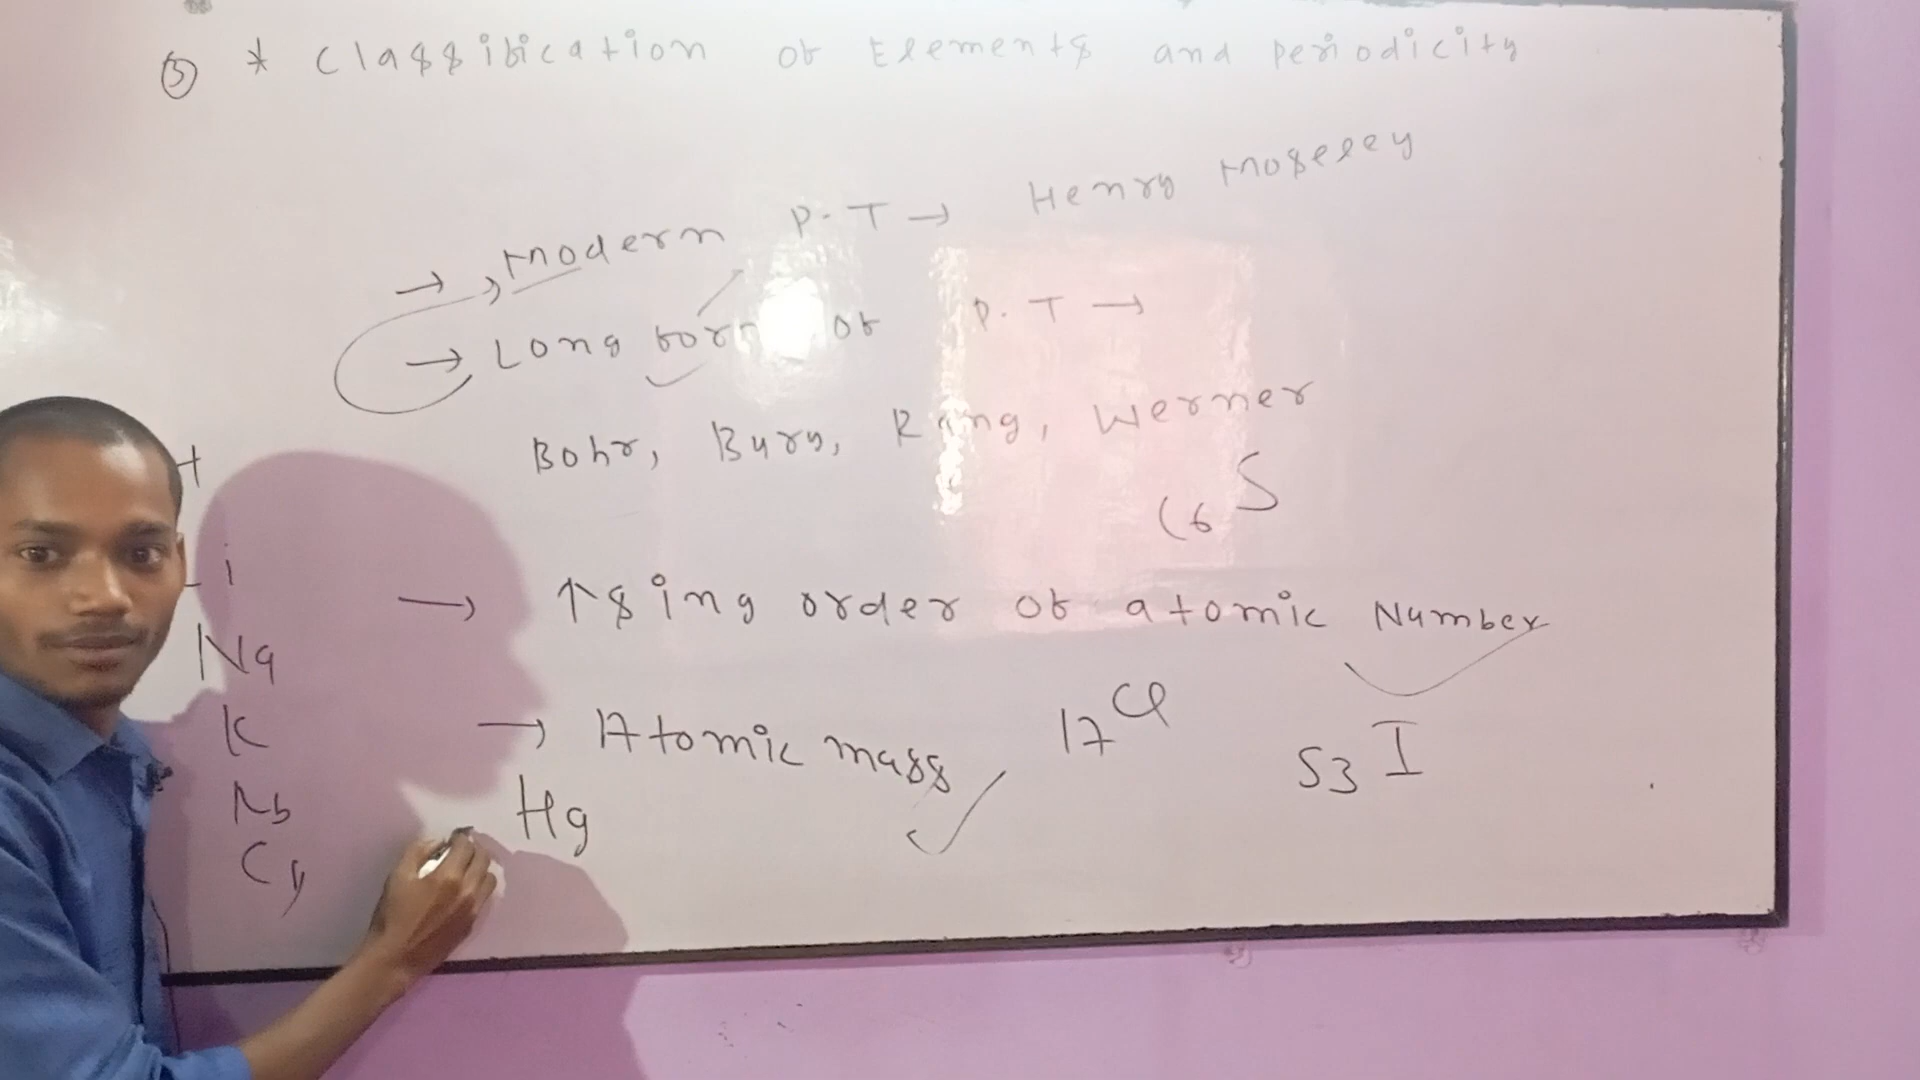 (5) * Classification of Elements and Periodicity
→ Modern P.T → Henry Moseley
→ Long form of P.T →
Bohr, Bury, Rang, Werner
16 S
→ ↑sing order of atomic Number
→ Atomic mass
17 Cl
53 I
Hg
H
Li
Na
K
Rb
Cs